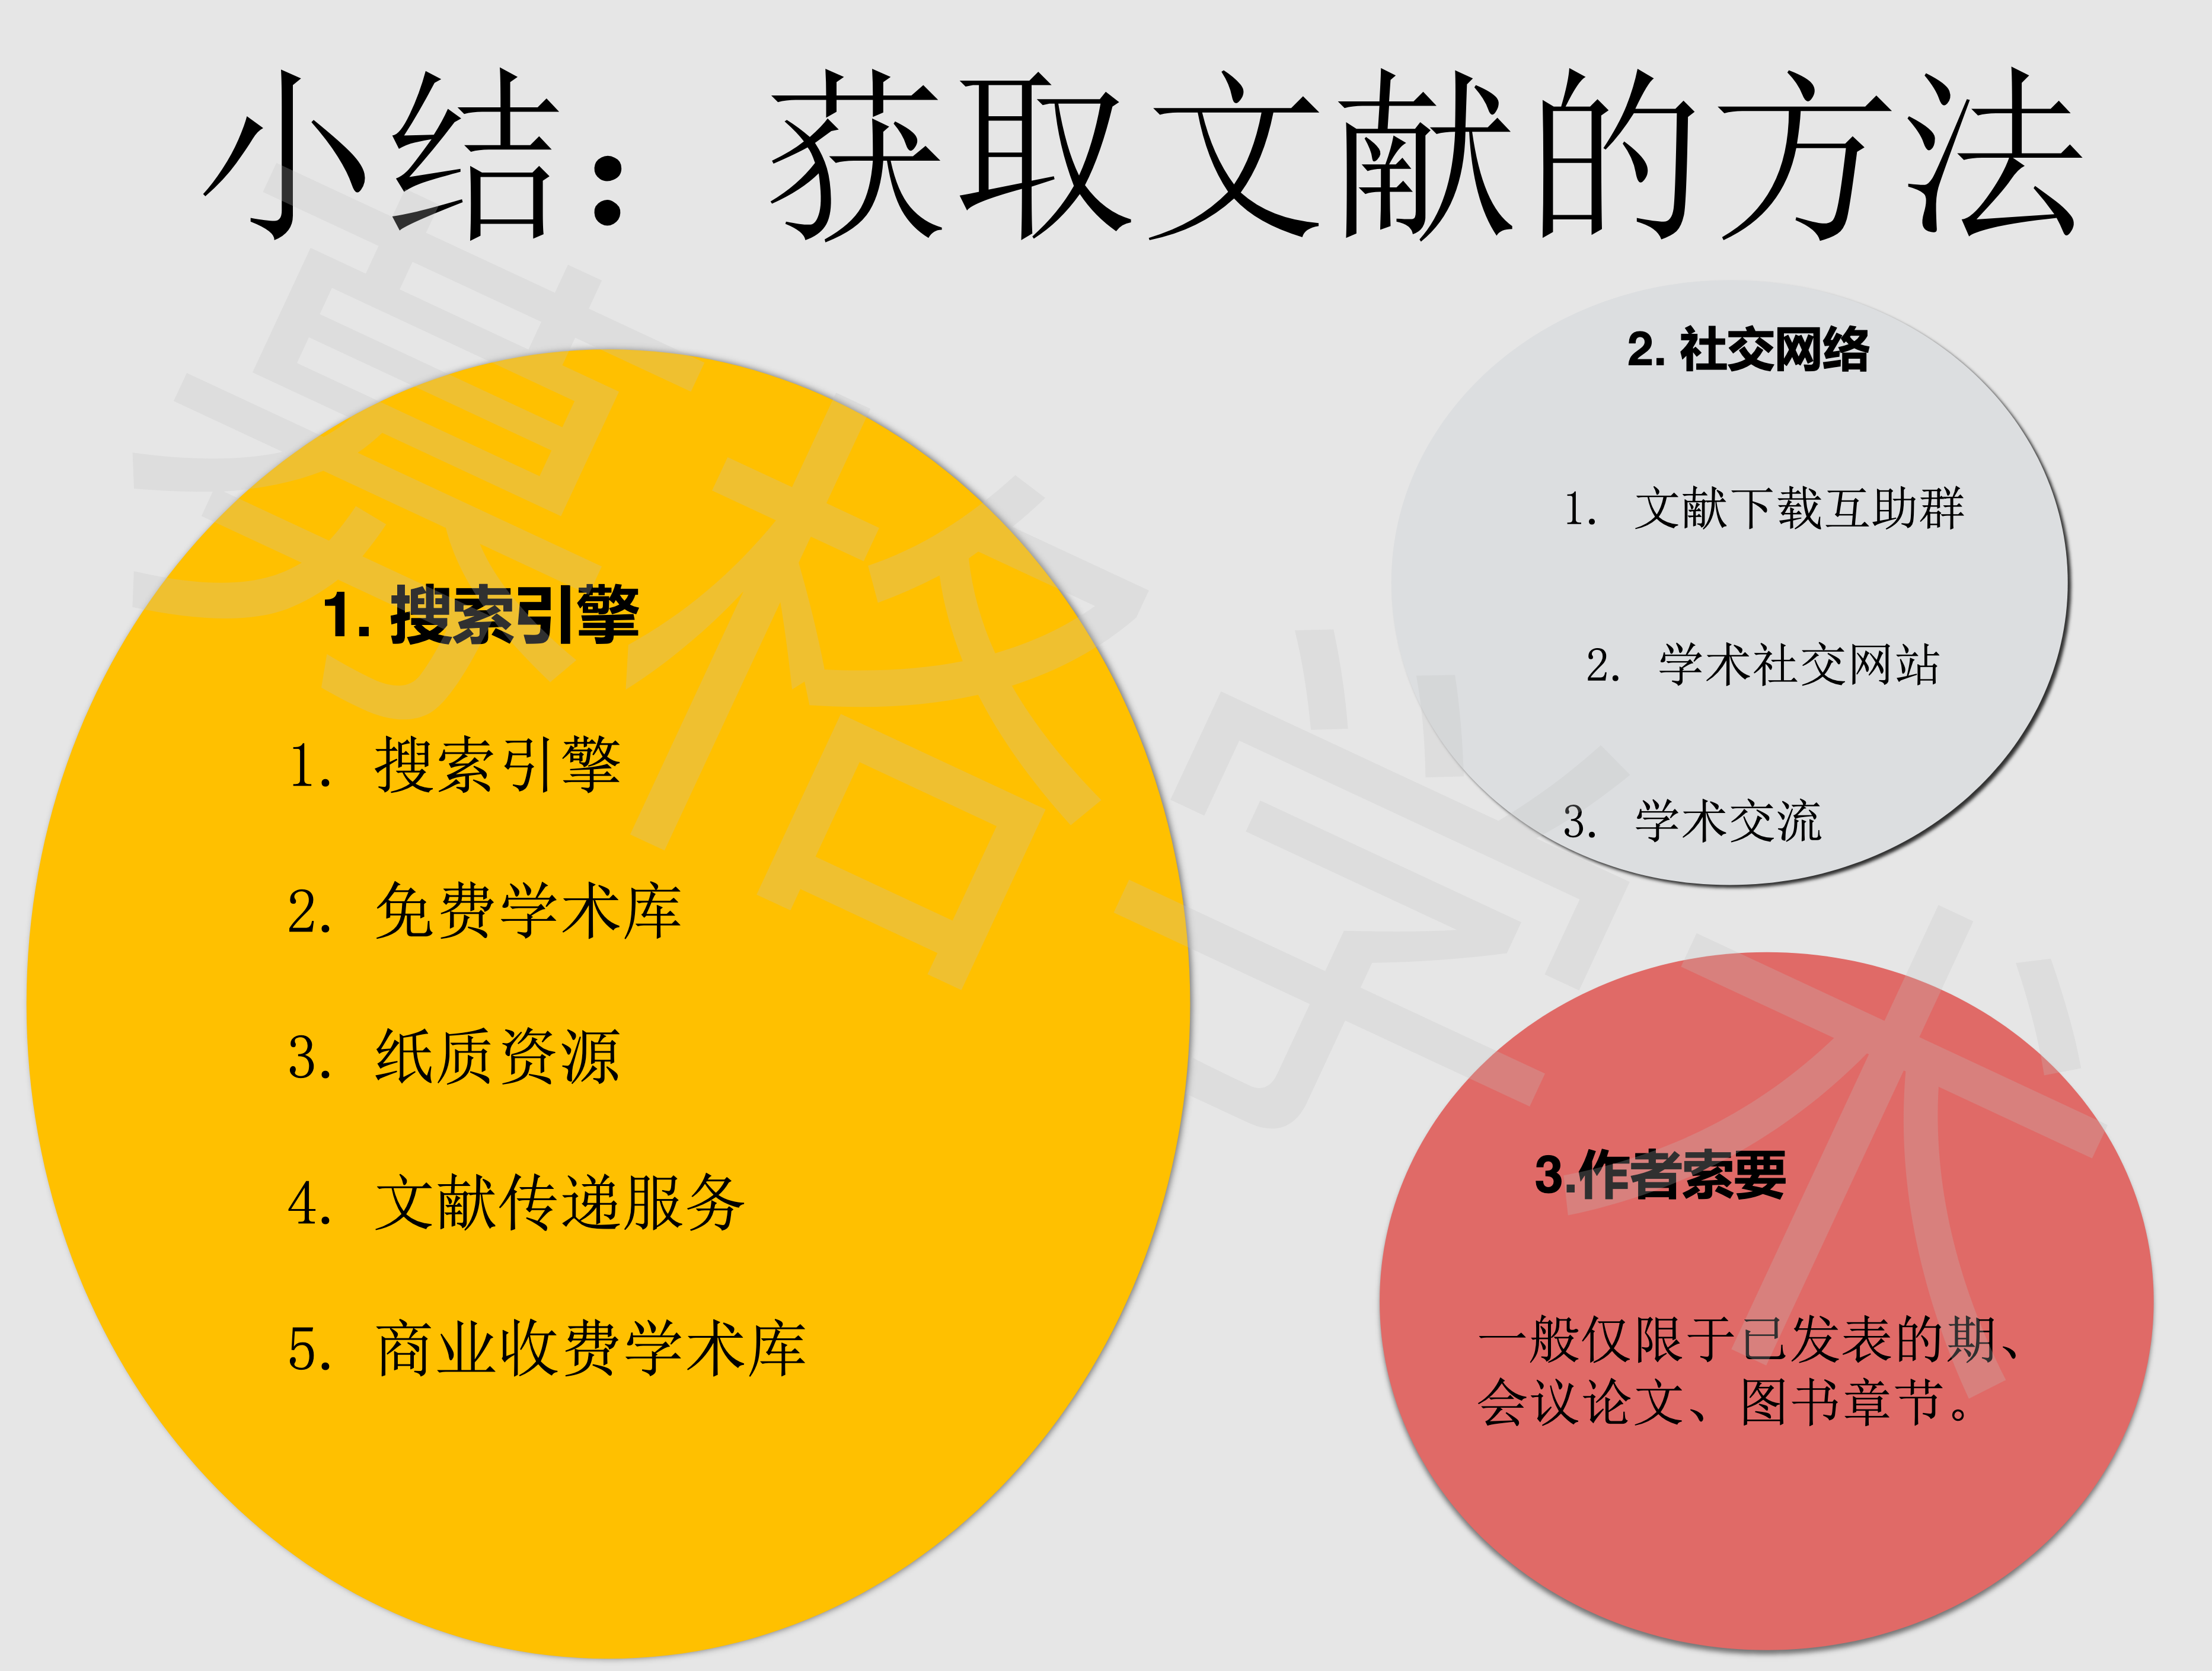 小结：获取文献的方法
1. 搜索引擎
1. 搜索引擎
2. 免费学术库
3. 纸质资源
4. 文献传递服务
5. 商业收费学术库
2. 社交网络
1. 文献下载互助群
2. 学术社交网站
3. 学术交流
3.作者索要
一般仅限于已发表的期、
会议论文、图书章节。
募格学术